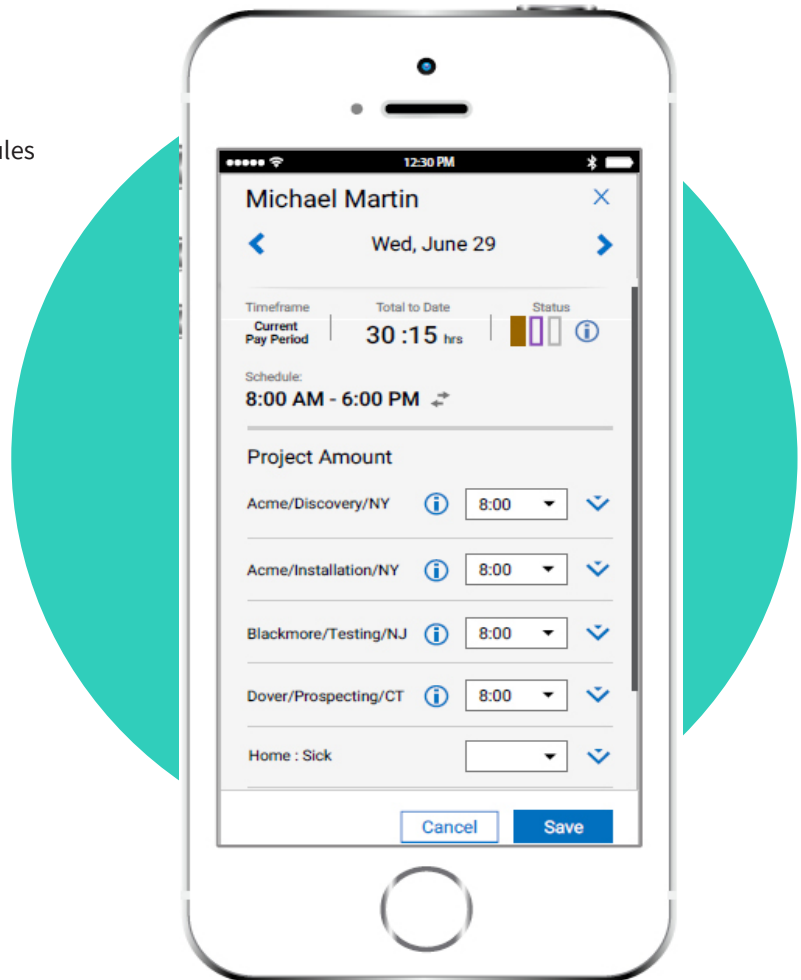 ules
12:30 PM
Michael Martin
Wed, June 29
Timeframe Total to Date Status
Current Pay Period 30 :15 hrs
Schedule:
8:00 AM - 6:00 PM
Project Amount
Acme/Discovery/NY 8:00
Acme/Installation/NY 8:00
Blackmore/Testing/NJ 8:00
Dover/Prospecting/CT 8:00
Home : Sick
Cancel Save